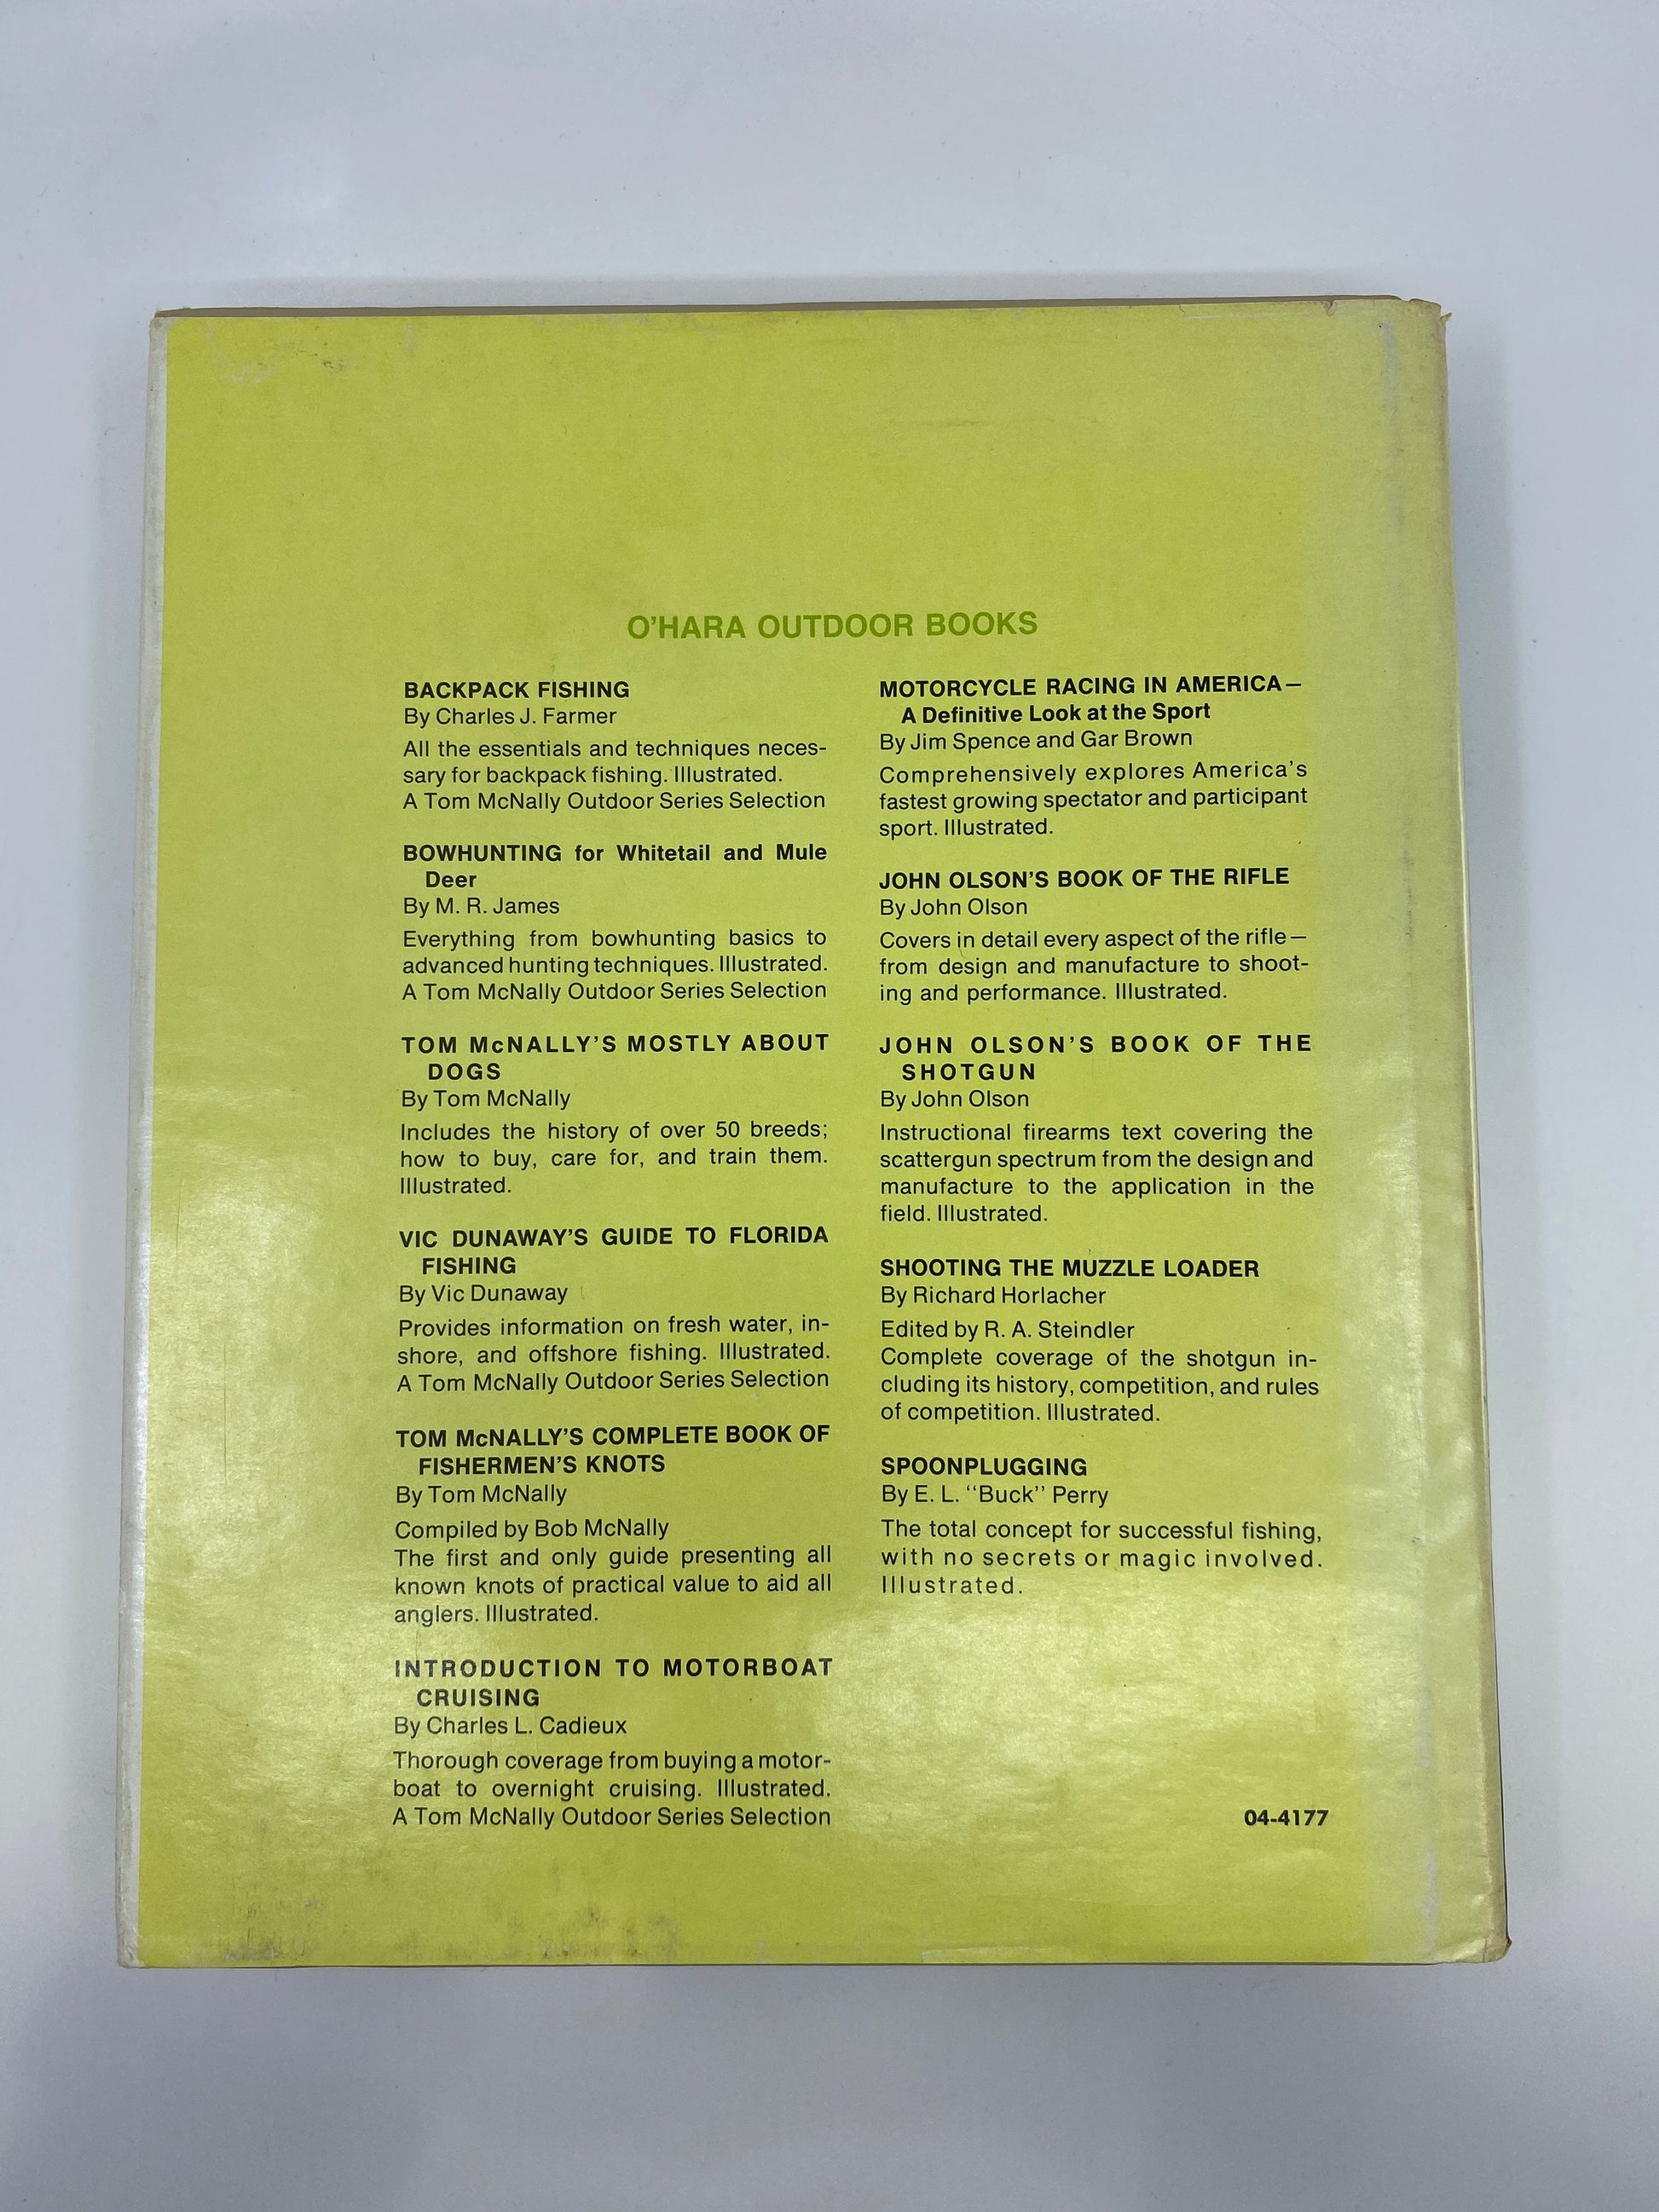 O'HARA OUTDOOR BOOKS
BACKPACK FISHING
By Charles J. Farmer
All the essentials and techniques neces-
sary for backpack fishing. Illustrated.
A Tom McNally Outdoor Series Selection
BOWHUNTING for Whitetail and Mule
Deer
By M. R. James
Everything from bowhunting basics to
advanced hunting techniques. Illustrated.
A Tom McNally Outdoor Series Selection
TOM McNALLY'S MOSTLY ABOUT
DOGS
By Tom McNally
Includes the history of over 50 breeds;
how to buy, care for, and train them.
Illustrated.
VIC DUNAWAY'S GUIDE TO FLORIDA
FISHING
By Vic Dunaway
Provides information on fresh water, in-
shore, and offshore fishing. Illustrated.
A Tom McNally Outdoor Series Selection
TOM McNALLY'S COMPLETE BOOK OF
FISHERMEN'S KNOTS
By Tom McNally
Compiled by Bob McNally
The first and only guide presenting all
known knots of practical value to aid all
anglers. Illustrated.
INTRODUCTION TO MOTORBOAT
CRUISING
By Charles L. Cadieux
Thorough coverage from buying a motor-
boat to overnight cruising. Illustrated.
A Tom McNally Outdoor Series Selection
MOTORCYCLE RACING IN AMERICA—
A Definitive Look at the Sport
By Jim Spence and Gar Brown
Comprehensively explores America's
fastest growing spectator and participant
sport. Illustrated.
JOHN OLSON'S BOOK OF THE RIFLE
By John Olson
Covers in detail every aspect of the rifle—
from design and manufacture to shoot-
ing and performance. Illustrated.
JOHN OLSON'S BOOK OF THE
SHOTGUN
By John Olson
Instructional firearms text covering the
scattergun spectrum from the design and
manufacture to the application in the
field. Illustrated.
SHOOTING THE MUZZLE LOADER
By Richard Horlacher
Edited by R. A. Steindler
Complete coverage of the shotgun in-
cluding its history, competition, and rules
of competition. Illustrated.
SPOONPLUGGING
By E. L. "Buck" Perry
The total concept for successful fishing,
with no secrets or magic involved.
Illustrated.
04-4177